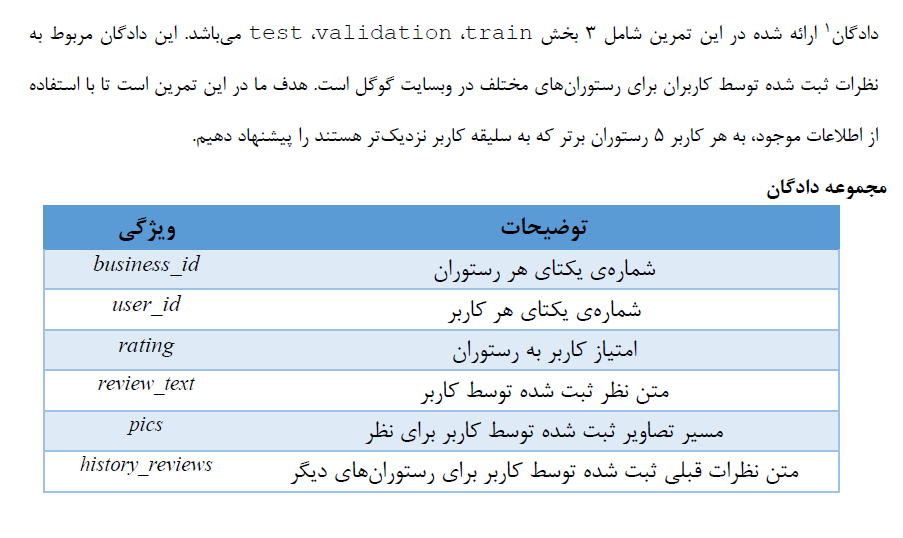 دادگان۱ ارائه شده در این تمرین شامل ۳ بخش train، validation، test می‌باشد. این دادگان مربوط به
نظرات ثبت شده توسط کاربران برای رستوران‌های مختلف در وبسایت گوگل است. هدف ما در این تمرین است تا با استفاده
از اطلاعات موجود، به هر کاربر ۵ رستوران برتر که به سلیقه کاربر نزدیک‌تر هستند را پیشنهاد دهیم.
مجموعه دادگان
توضیحات ویژگی
شماره‌ی یکتای هر رستوران business_id
شماره‌ی یکتای هر کاربر user_id
امتیاز کاربر به رستوران rating
متن نظر ثبت شده توسط کاربر review_text
مسیر تصاویر ثبت شده توسط کاربر برای نظر pics
متن نظرات قبلی ثبت شده توسط کاربر برای رستوران‌های دیگر history_reviews